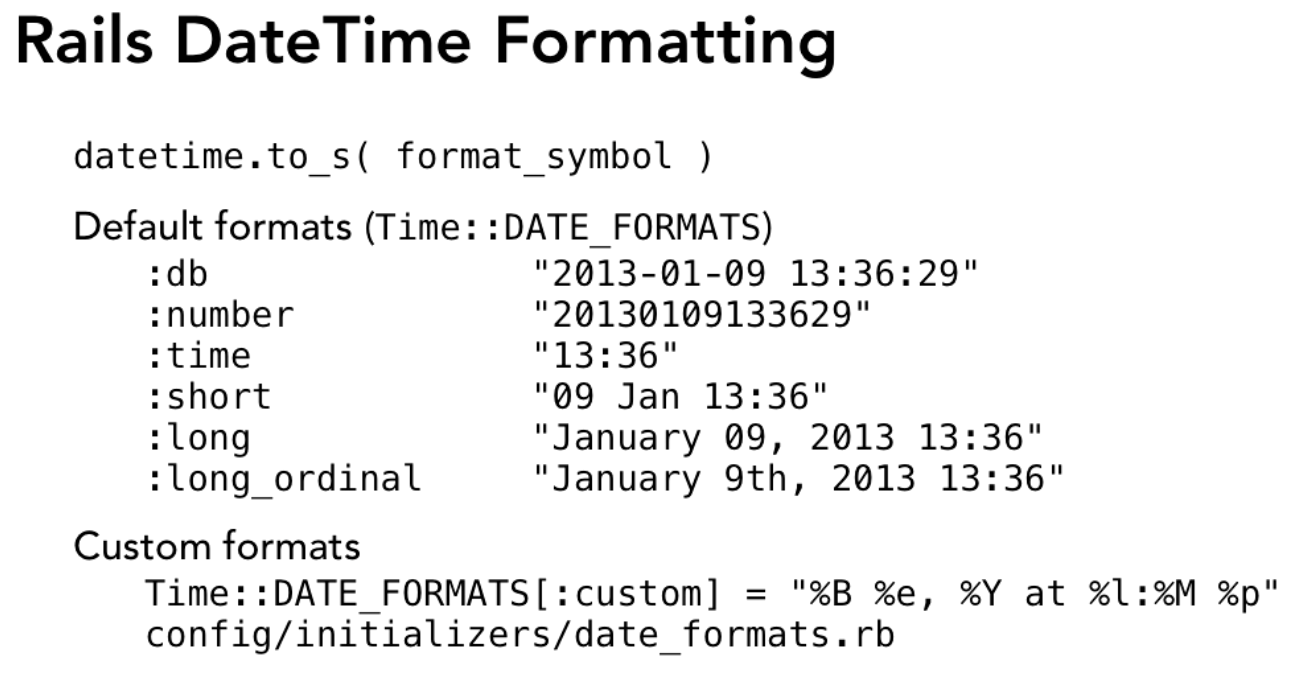 Rails DateTime Formatting
datetime.to_s( format_symbol )
Default formats (Time::DATE_FORMATS)
:db "2013-01-09 13:36:29"
:number "20130109133629"
:time "13:36"
:short "09 Jan 13:36"
:long "January 09, 2013 13:36"
:long_ordinal "January 9th, 2013 13:36"
Custom formats
Time::DATE_FORMATS[:custom] = "%B %e, %Y at %l:%M %p"
config/initializers/date_formats.rb